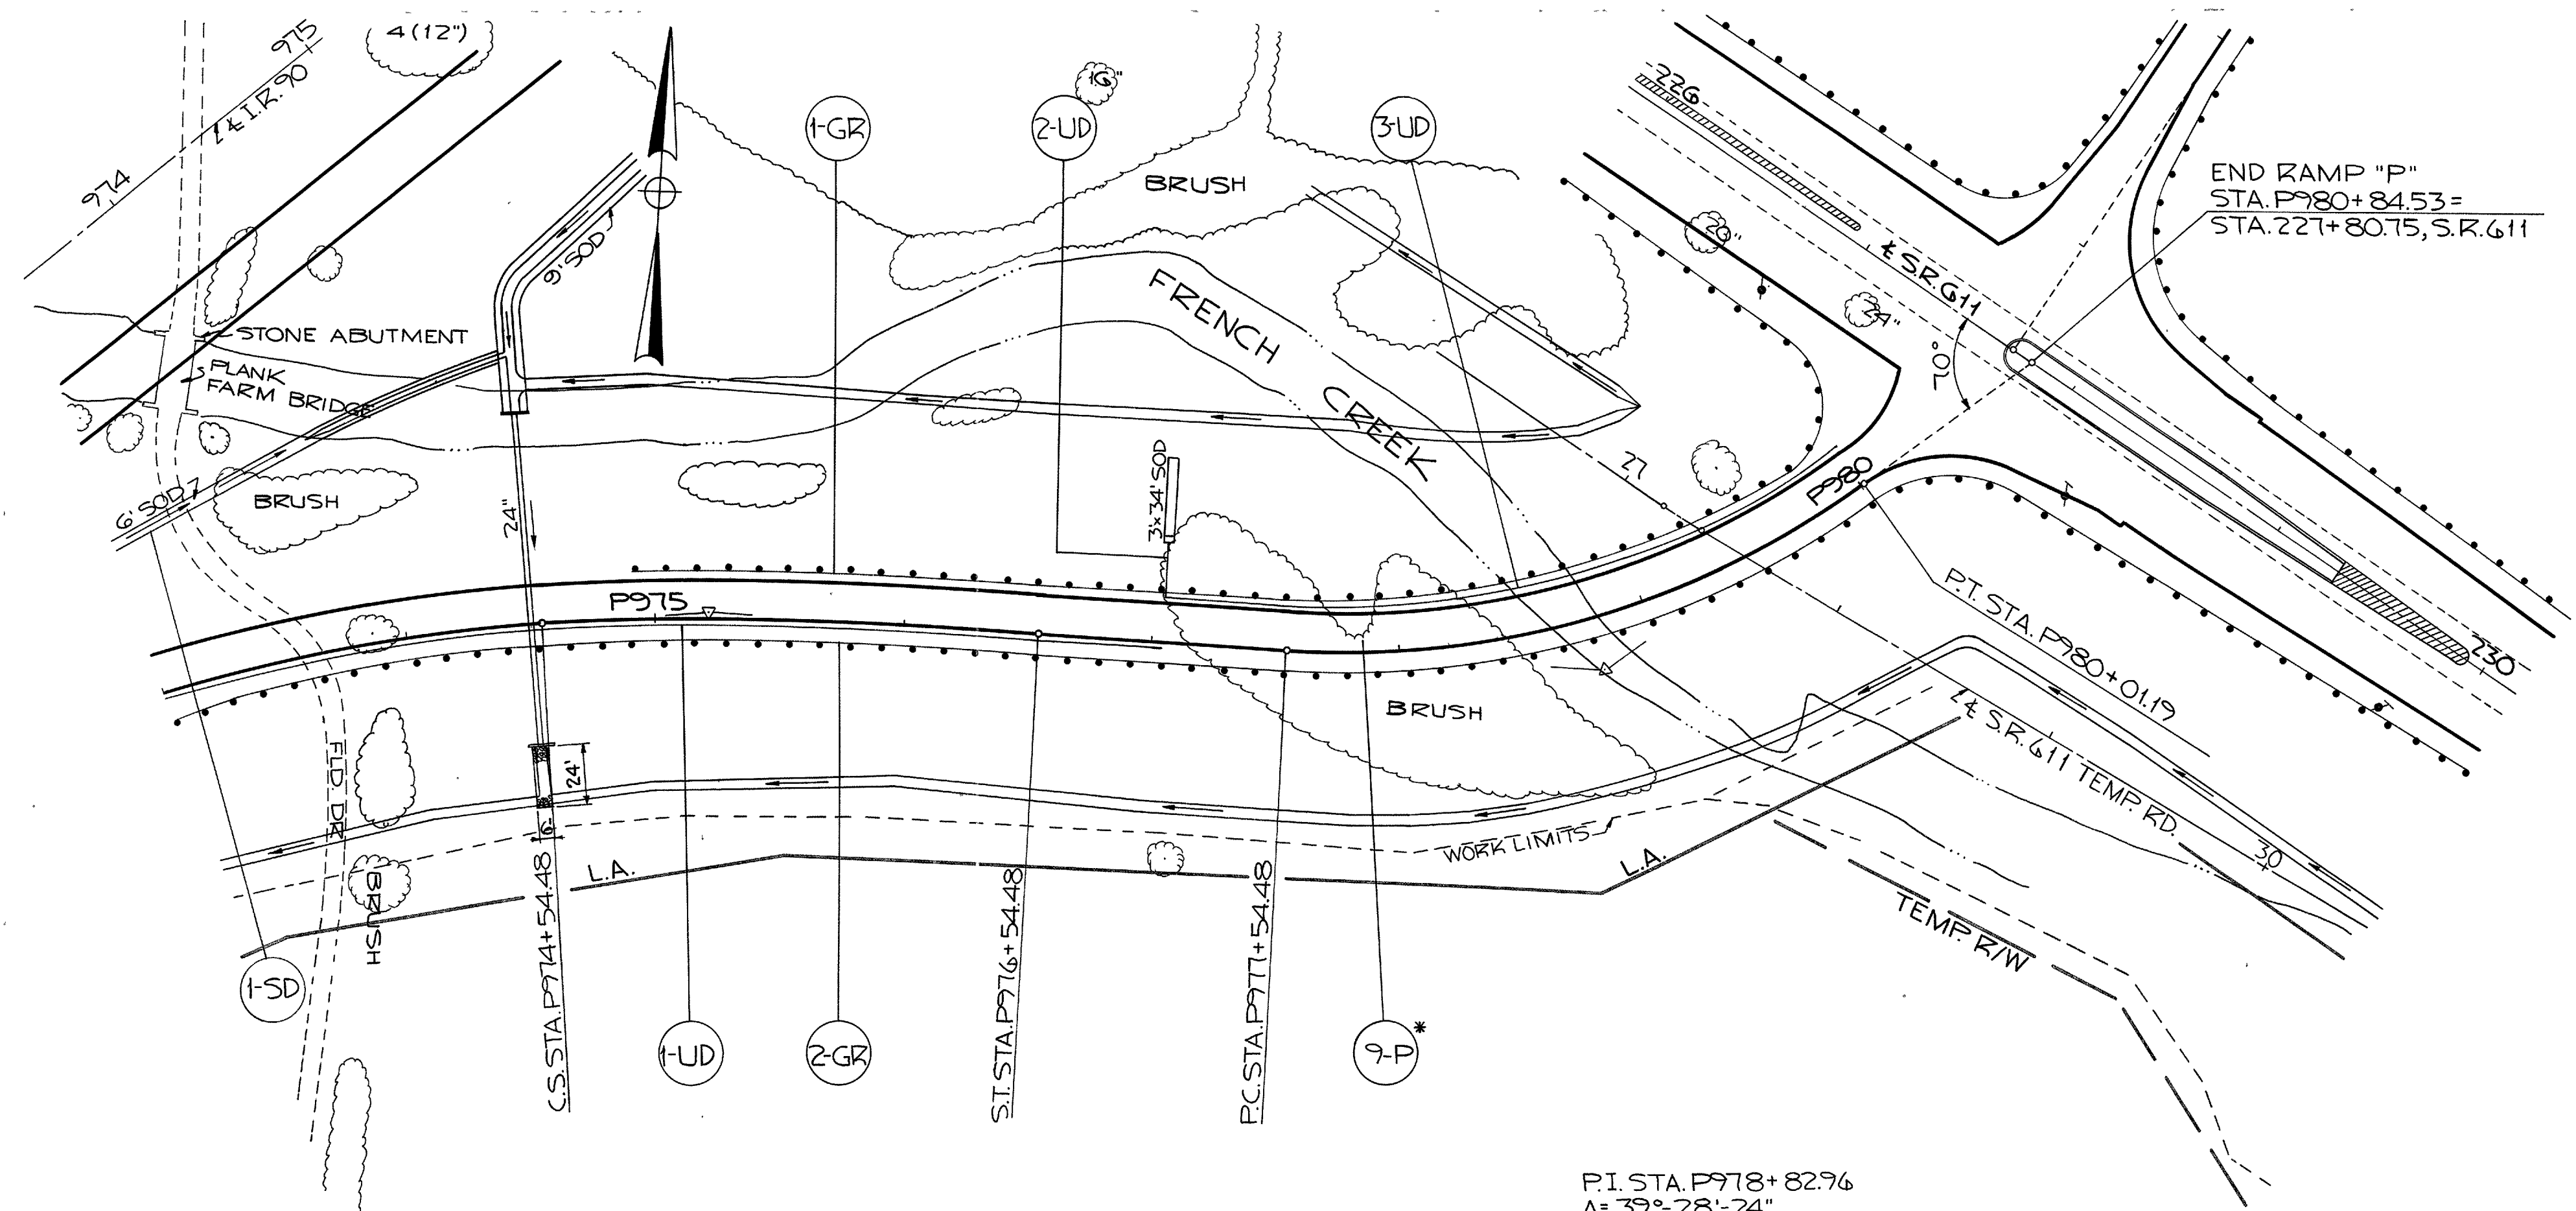 975
4 (12")
℄ I.R. 90
974
16"
1-GR
2-UD
3-UD
226
BRUSH
END RAMP "P"
STA. P980+84.53=
STA. 227+80.75, S.R. 611
6' SOD
20"
℄ S.R. 611
24"
70°
STONE ABUTMENT
PLANK
FARM BRIDGE
FRENCH
CREEK
6' SOD
BRUSH
24"
3'x34' SOD
27
P980
P975
P.T. STA. P980+01.19
230
BRUSH
℄ S.R. 611 TEMP. RD.
30
FLD. DR.
24'
6'
WORK LIMITS
L.A.
L.A.
BRUSH
TEMP. R/W
C.S. STA. P974+54.48
S.T. STA. P976+54.48
P.C. STA. P977+54.48
1-SD
1-UD
2-GR
9-P*
P.I. STA. P978+82.96
Δ= 39°-28'-24"